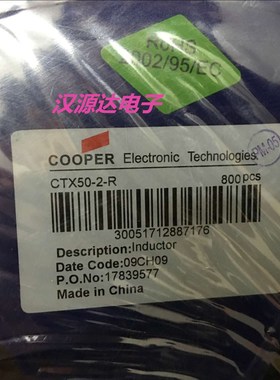 RoHS
2002/95/EC
汉源达电子
COOPER Electronic Technologies
CTX50-2-R 800pcs
30051712887176
Description:Inductor
Date Code:09CH09
P.O.No:17839577
Made in China